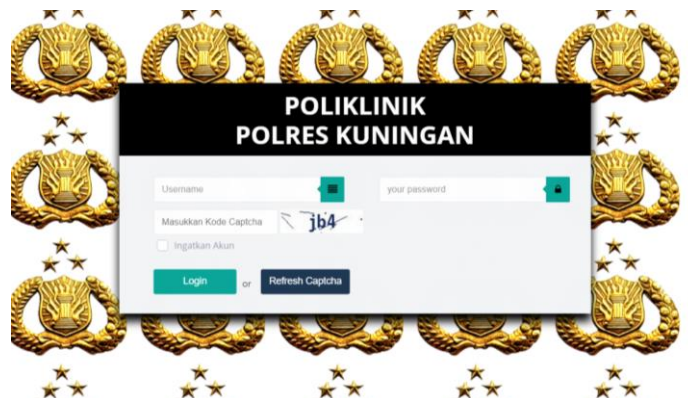 POLIKLINIK
POLRES KUNINGAN
Username
your password
Masukkan Kode Captcha
jb4
Ingatkan Akun
Login or Refresh Captcha